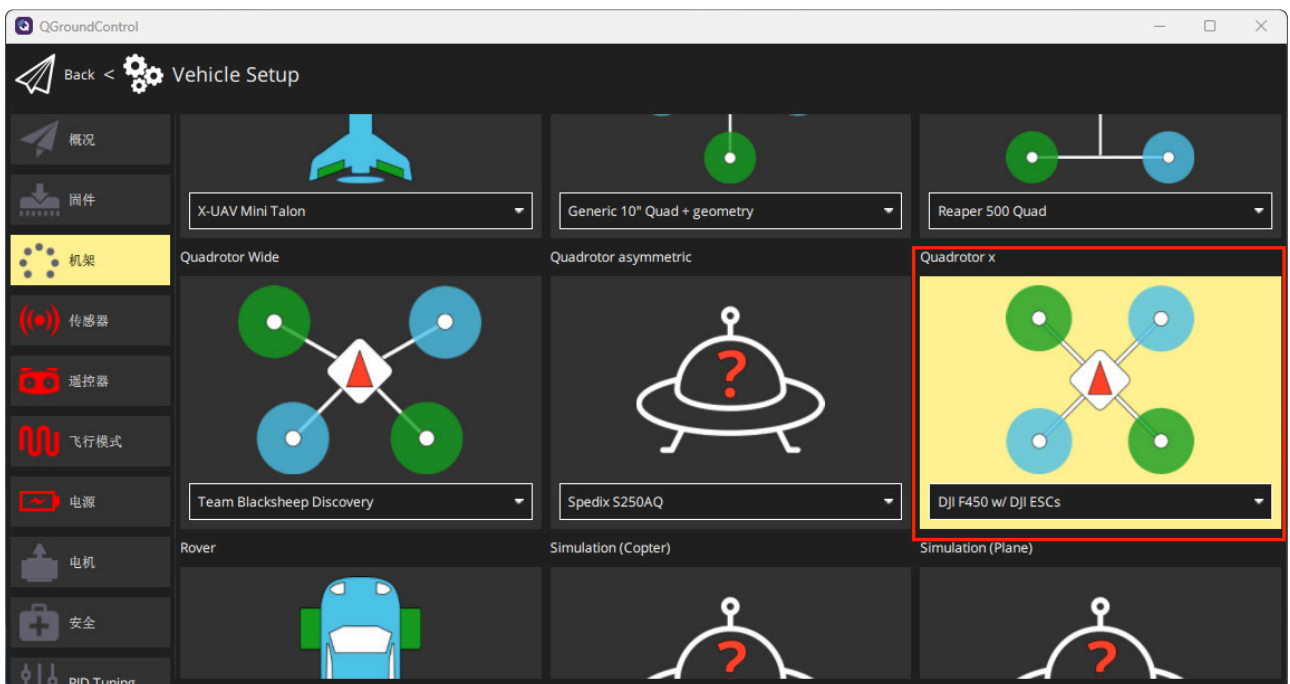 QGroundControl
Back < Vehicle Setup
概况
固件
机架
传感器
遥控器
飞行模式
电源
电机
安全
PID Tuning
X-UAV Mini Talon
Generic 10" Quad + geometry
Reaper 500 Quad
Quadrotor Wide
Quadrotor asymmetric
Quadrotor x
?
Team Blacksheep Discovery
Spedix S250AQ
DJI F450 w/ DJI ESCs
Rover
Simulation (Copter)
Simulation (Plane)
?
?